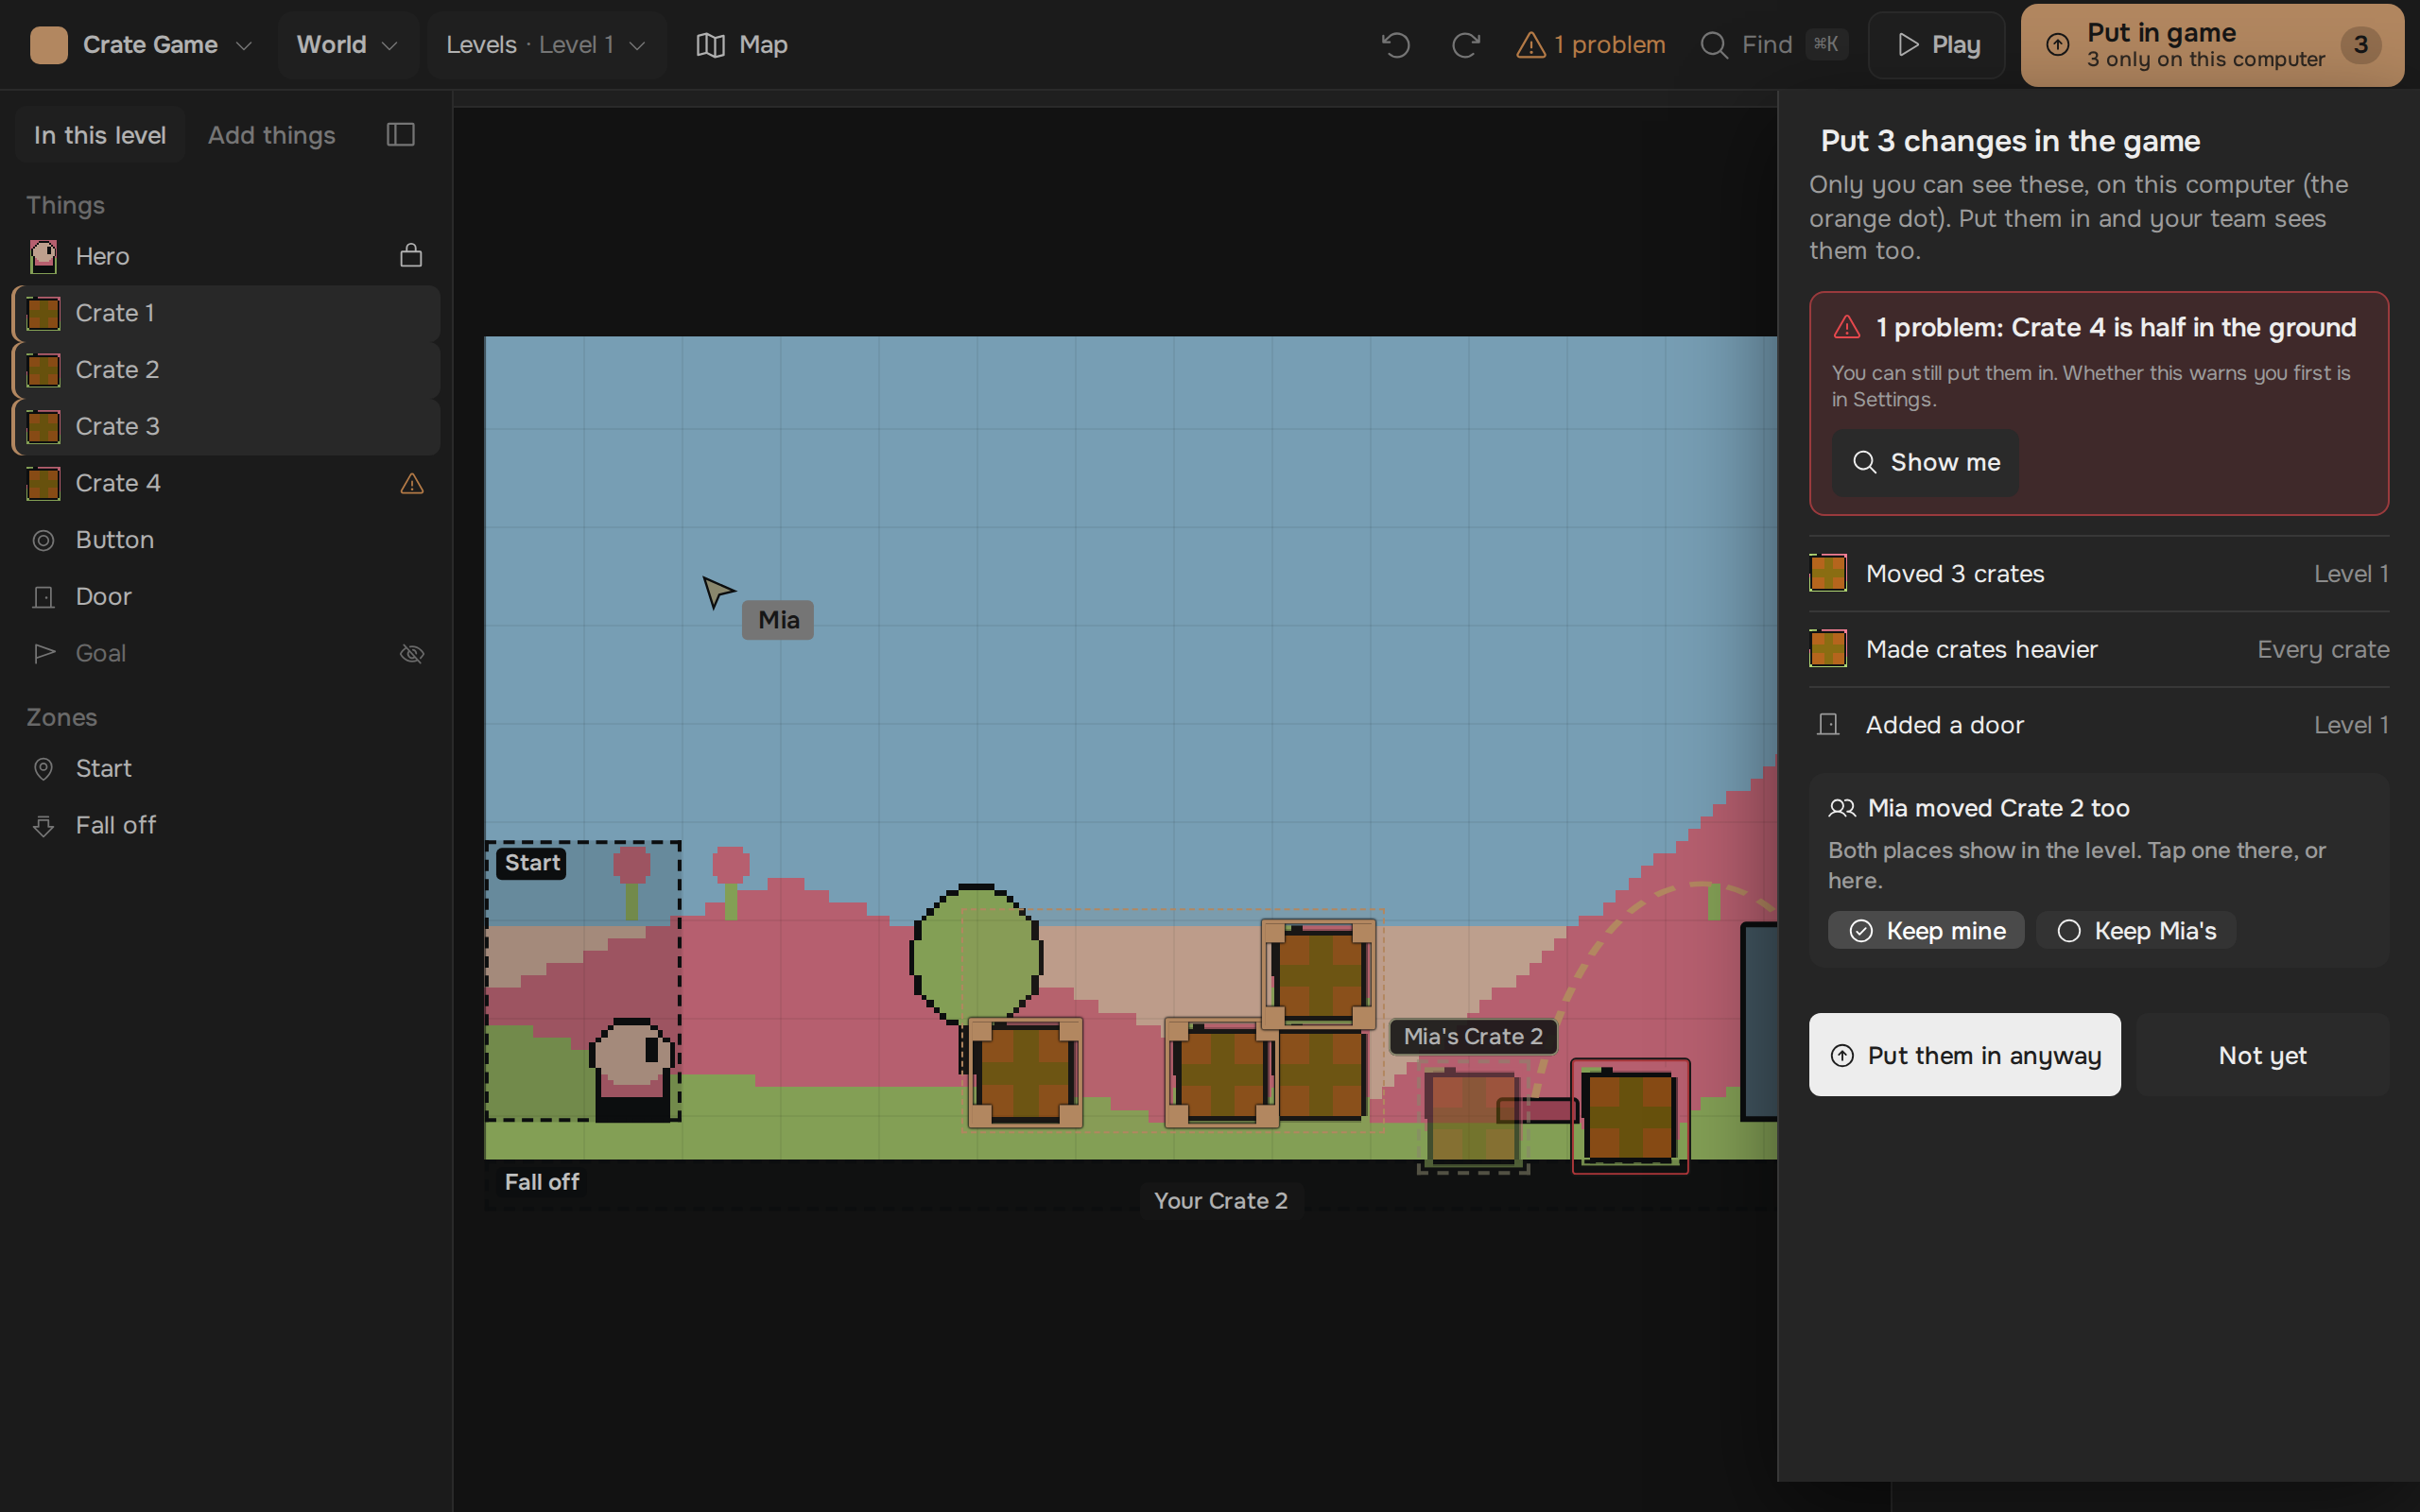 Crate Game
World
Levels · Level 1
Map
1 problem
Find ⌘K
Play
Put in game
3 only on this computer
3
In this level
Add things
Things
Hero
Crate 1
Crate 2
Crate 3
Crate 4
Button
Door
Goal
Zones
Start
Fall off
Mia
Start
Mia's Crate 2
Fall off
Your Crate 2
Put 3 changes in the game
Only you can see these, on this computer (the
orange dot). Put them in and your team sees
them too.
1 problem: Crate 4 is half in the ground
You can still put them in. Whether this warns you first is
in Settings.
Show me
Moved 3 crates Level 1
Made crates heavier Every crate
Added a door Level 1
Mia moved Crate 2 too
Both places show in the level. Tap one there, or
here.
Keep mine
Keep Mia's
Put them in anyway
Not yet